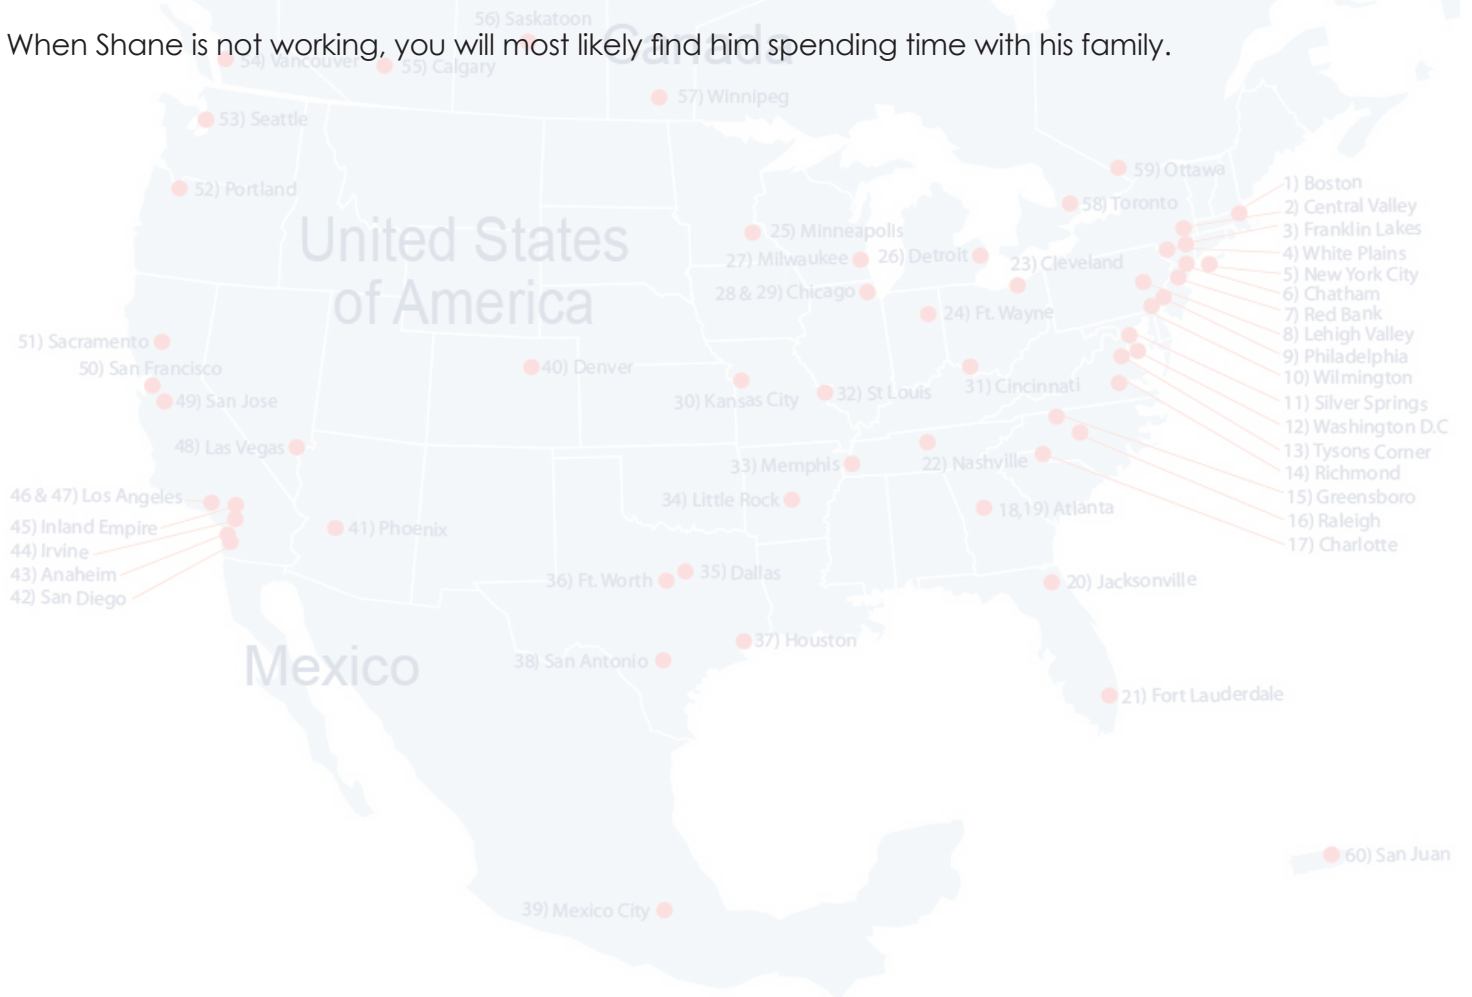 56) Saskatoon
Canada
When Shane is not working, you will most likely find him spending time with his family.
54) Vancouver
55) Calgary
57) Winnipeg
53) Seattle
59) Ottawa
1) Boston
52) Portland
58) Toronto
2) Central Valley
3) Franklin Lakes
United States
of America
25) Minneapolis
4) White Plains
27) Milwaukee
26) Detroit
23) Cleveland
5) New York City
28 & 29) Chicago
6) Chatham
24) Ft. Wayne
7) Red Bank
8) Lehigh Valley
51) Sacramento
9) Philadelphia
50) San Francisco
40) Denver
10) Wilmington
31) Cincinnati
32) St Louis
30) Kansas City
49) San Jose
11) Silver Springs
12) Washington D.C
48) Las Vegas
13) Tysons Corner
33) Memphis
22) Nashville
14) Richmond
46 & 47) Los Angeles
34) Little Rock
15) Greensboro
18,19) Atlanta
16) Raleigh
45) Inland Empire
41) Phoenix
17) Charlotte
44) Irvine
43) Anaheim
36) Ft. Worth
35) Dallas
20) Jacksonville
42) San Diego
37) Houston
Mexico
38) San Antonio
21) Fort Lauderdale
60) San Juan
39) Mexico City